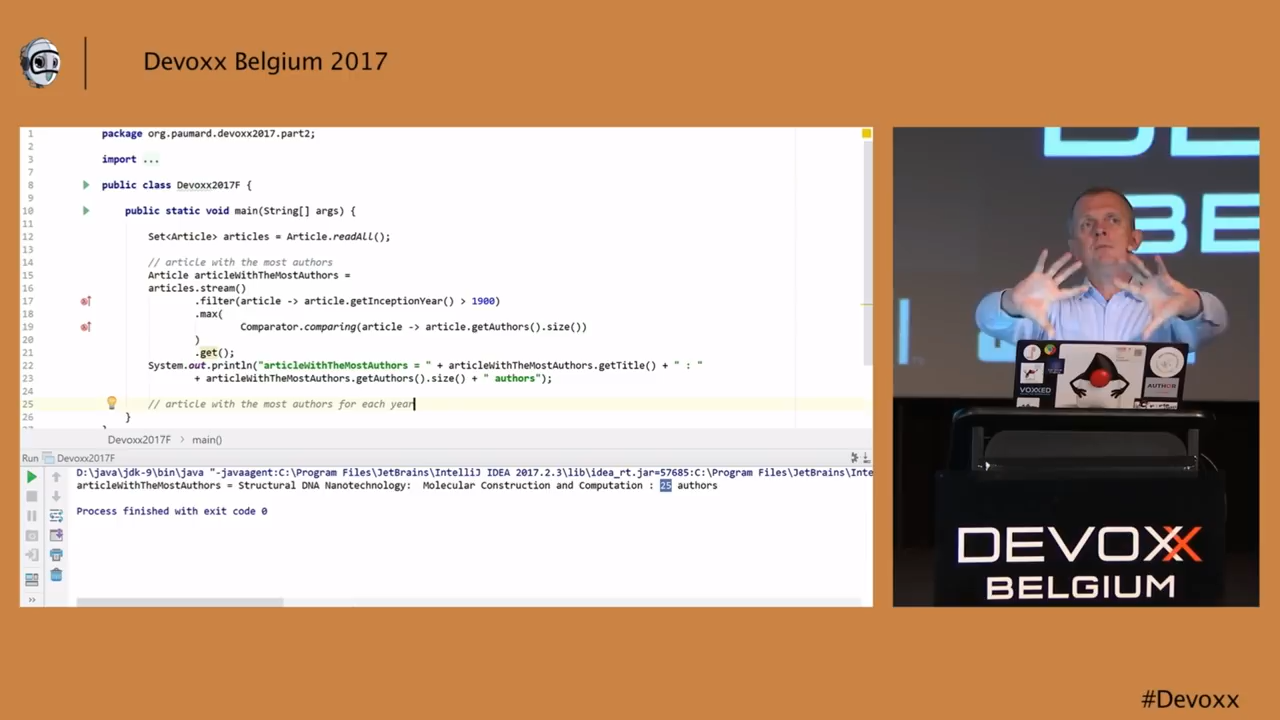 Devoxx Belgium 2017
1 package org.paumard.devoxx2017.part2;
2
3 import ...
7
8 public class Devoxx2017F {
9
10 public static void main(String[] args) {
11
12 Set<Article> articles = Article.readAll();
13
14 // article with the most authors
15 Article articleWithTheMostAuthors =
16 articles.stream()
17 .filter(article -> article.getInceptionYear() > 1900)
18 .max(
19 Comparator.comparing(article -> article.getAuthors().size())
20 )
21 .get();
22 System.out.println("articleWithTheMostAuthors = " + articleWithTheMostAuthors.getTitle() + " : "
23 + articleWithTheMostAuthors.getAuthors().size() + " authors");
24
25 // article with the most authors for each year
26 }
Devoxx2017F › main()
Run Devoxx2017F
D:\java\jdk-9\bin\java "-javaagent:C:\Program Files\JetBrains\IntelliJ IDEA 2017.2.3\lib\idea_rt.jar=57685:C:\Program Files\JetBrains\Inte
articleWithTheMostAuthors = Structural DNA Nanotechnology:  Molecular Construction and Computation : 25 authors
Process finished with exit code 0
»
BE
VOXXED
AUTHOR
DEVOXX
BELGIUM
#Devoxx